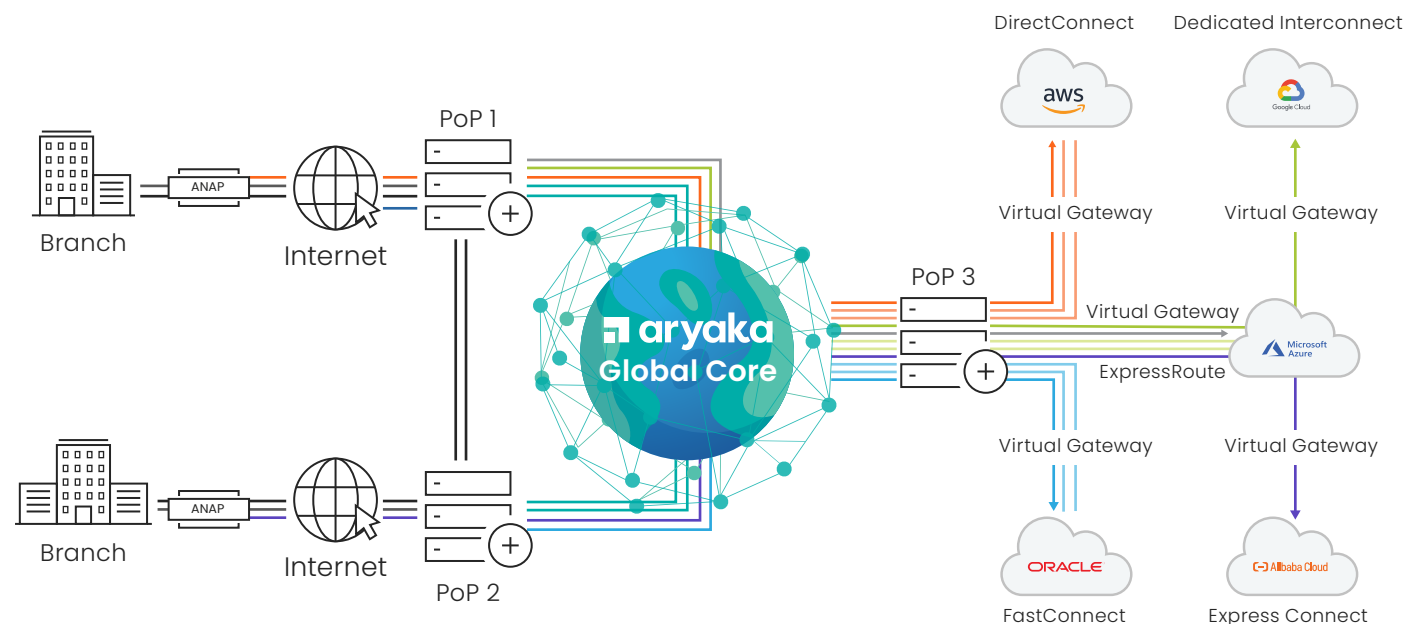 DirectConnect
Dedicated Interconnect
aws
Google Cloud
PoP 1
ANAP
Branch
Internet
Virtual Gateway
Virtual Gateway
PoP 3
Virtual Gateway
aryaka
Global Core
Microsoft
Azure
ExpressRoute
Virtual Gateway
Virtual Gateway
ANAP
Branch
Internet
PoP 2
ORACLE
Alibaba Cloud
FastConnect
Express Connect